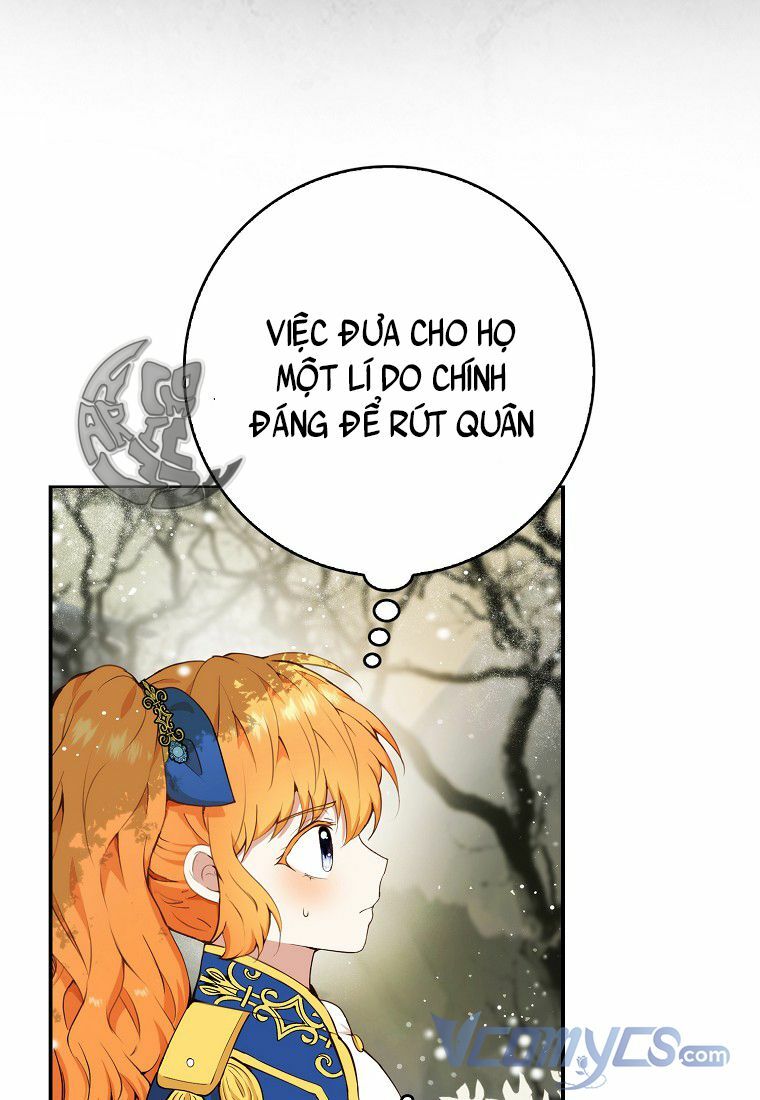 VIỆC ĐƯA CHO HỌ
MỘT LÍ DO CHÍNH
ĐÁNG ĐỂ RÚT QUÂN
VCOMYCS.com